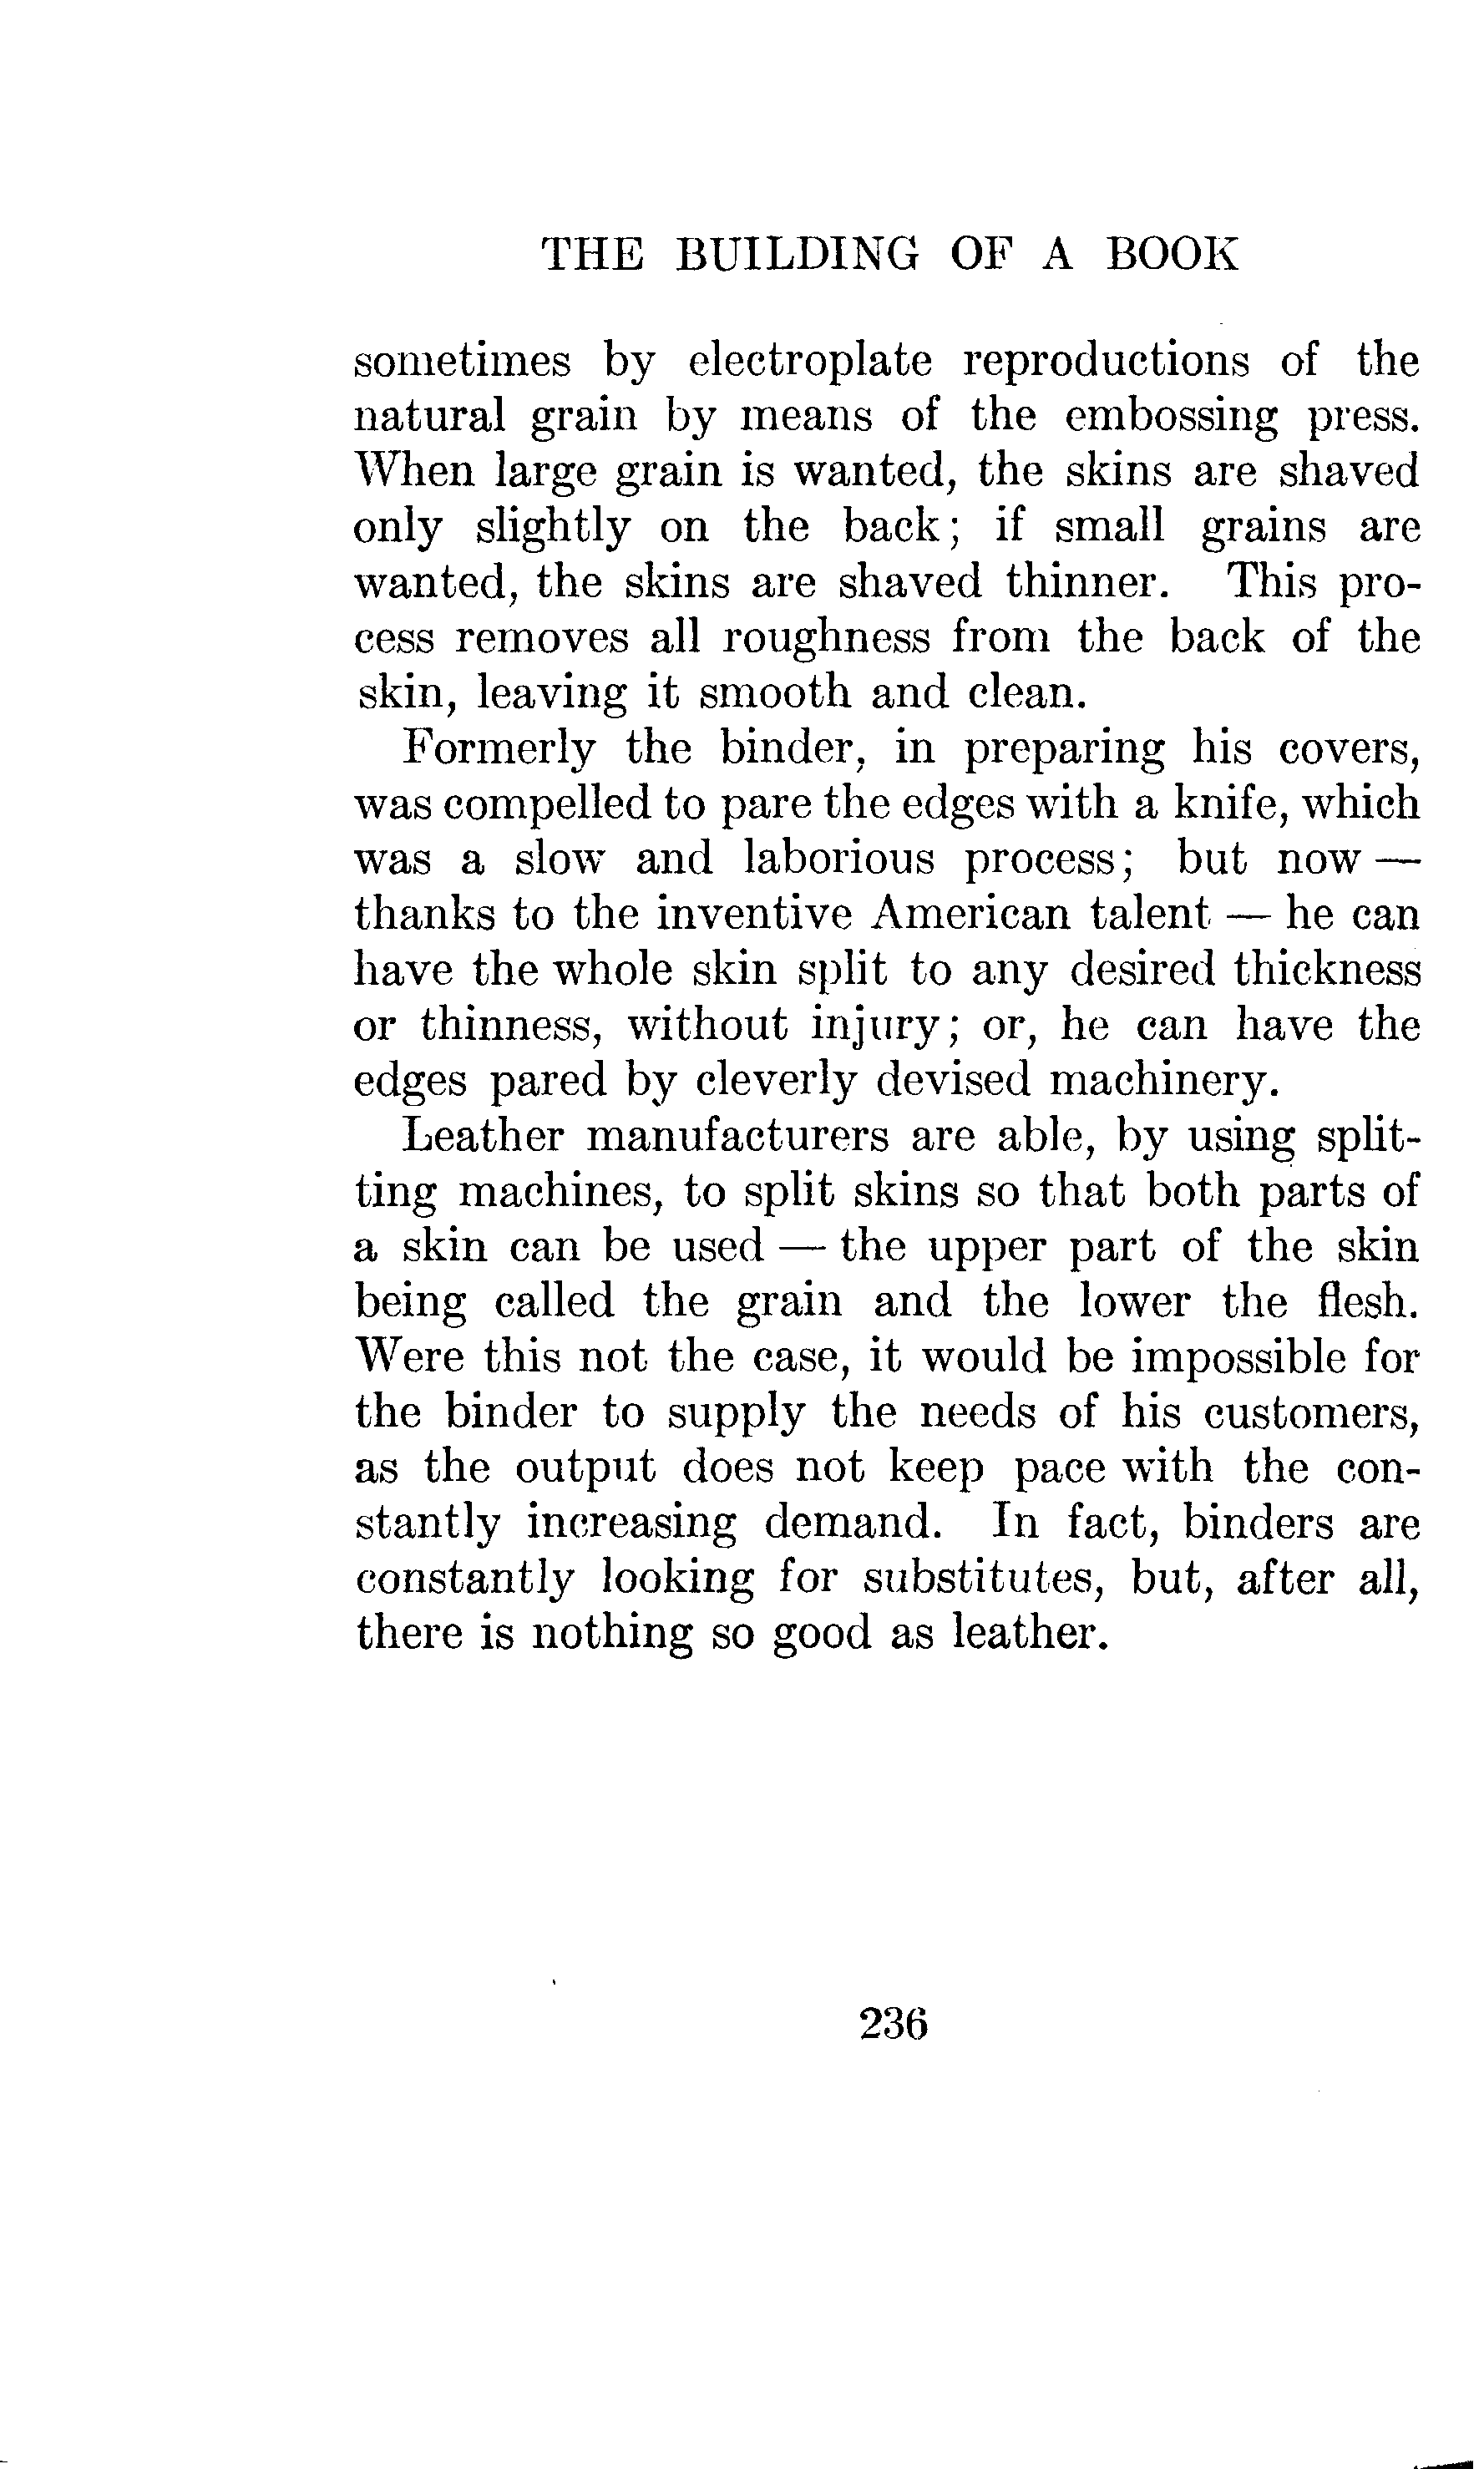 THE BUILDING OF A BOOK
sometimes by electroplate reproductions of the
natural grain by means of the embossing press.
When large grain is wanted, the skins are shaved
only slightly on the back; if small grains are
wanted, the skins are shaved thinner. This pro-
cess removes all roughness from the back of the
skin, leaving it smooth and clean.
Formerly the binder, in preparing his covers,
was compelled to pare the edges with a knife, which
was a slow and laborious process; but now —
thanks to the inventive American talent — he can
have the whole skin split to any desired thickness
or thinness, without injury; or, he can have the
edges pared by cleverly devised machinery.
Leather manufacturers are able, by using split-
ting machines, to split skins so that both parts of
a skin can be used — the upper part of the skin
being called the grain and the lower the flesh.
Were this not the case, it would be impossible for
the binder to supply the needs of his customers,
as the output does not keep pace with the con-
stantly increasing demand. In fact, binders are
constantly looking for substitutes, but, after all,
there is nothing so good as leather.
236